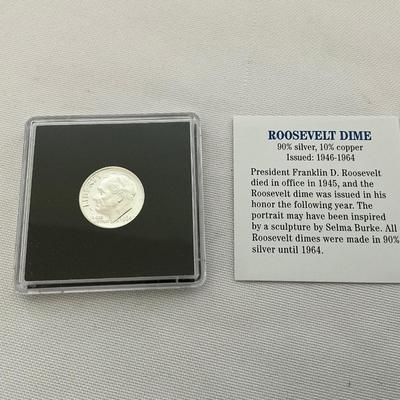 LIBERTY
ROOSEVELT DIME
90% silver, 10% copper
Issued: 1946-1964
President Franklin D. Roosevelt
died in office in 1945, and the
Roosevelt dime was issued in his
honor the following year. The
portrait may have been inspired
by a sculpture by Selma Burke. All
Roosevelt dimes were made in 90%
silver until 1964.